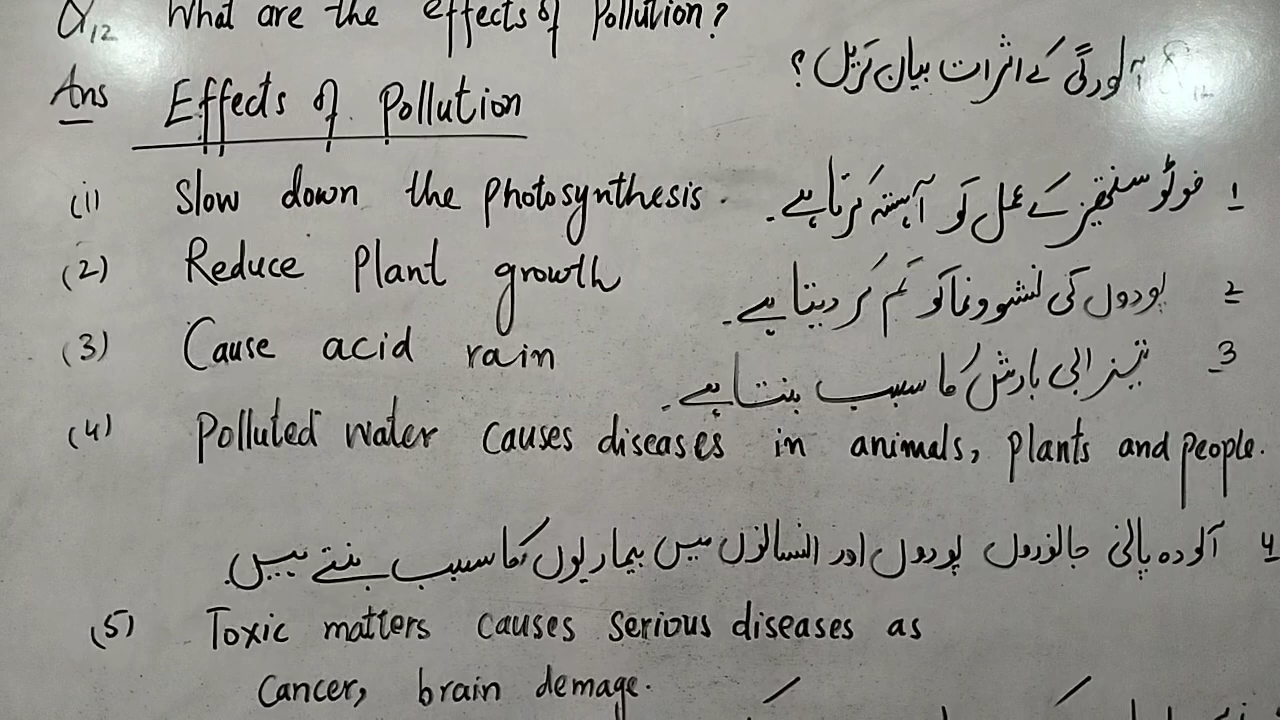 Q12 What are the effects of Pollution?
آلودگی کے اثرات بیان کریں؟
Ans Effects of Pollution
(1) Slow down the photosynthesis.
1 فوٹو سنتھیز کے عمل کو آہستہ کرتا ہے۔
(2) Reduce Plant growth
2 پودوں کی نشوونما کو کم کر دیتا ہے۔
(3) Cause acid rain
3 تیزابی بارش کا سبب بنتا ہے۔
(4) Polluted water causes diseases in animals, plants and people.
4 آلودہ پانی جانوروں پودوں اور انسانوں میں بیماریوں کا سبب بنتے ہیں۔
(5) Toxic matters causes serious diseases as
cancer, brain demage.